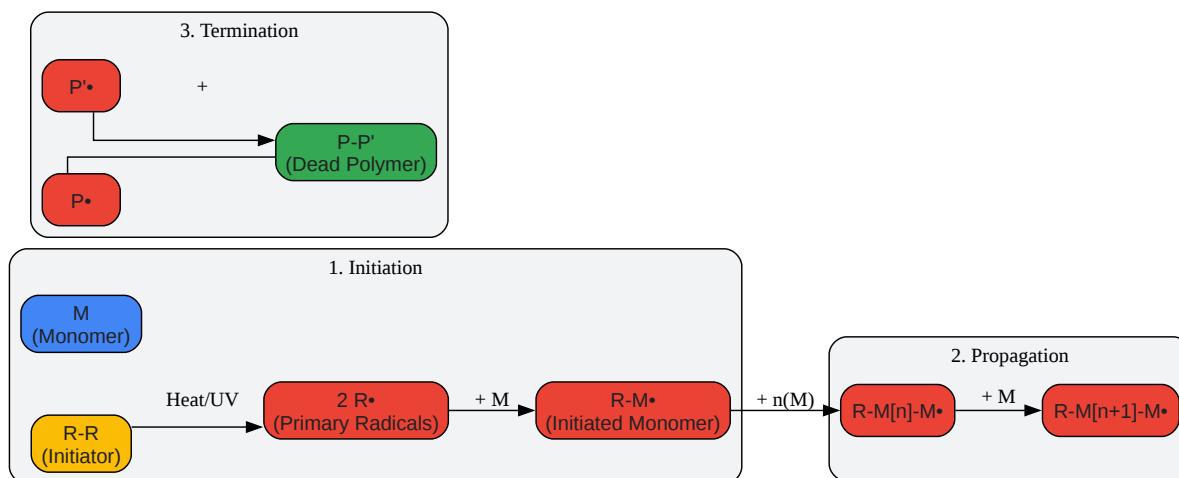 3. Termination
P'•
+
P-P'
(Dead Polymer)
P•
1. Initiation
M
(Monomer)
Heat/UV
R-R
(Initiator)
2 R•
(Primary Radicals)
+ M
R-M•
(Initiated Monomer)
+ n(M)
2. Propagation
R-M[n]-M•
+ M
R-M[n+1]-M•